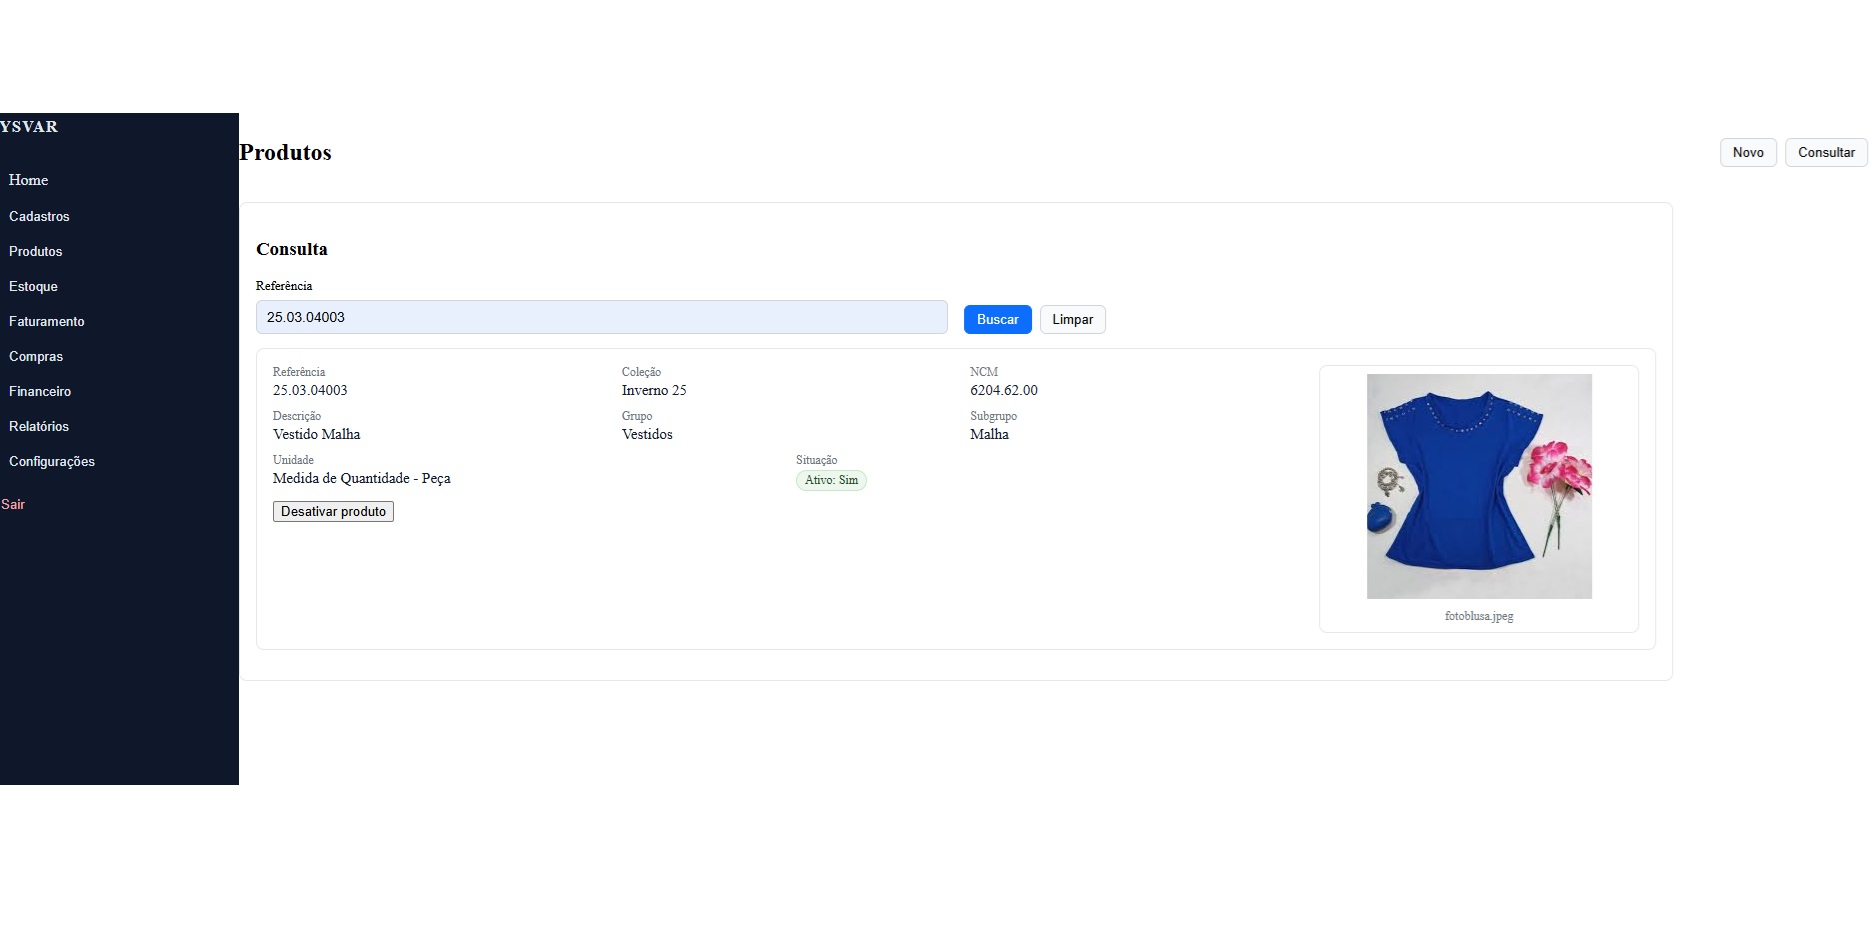 YSVAR
Home
Cadastros
Produtos
Estoque
Faturamento
Compras
Financeiro
Relatórios
Configurações
Sair
Produtos
Novo
Consultar
Consulta
Referência
25.03.04003
Buscar
Limpar
Referência
25.03.04003
Coleção
Inverno 25
NCM
6204.62.00
Descrição
Vestido Malha
Grupo
Vestidos
Subgrupo
Malha
Unidade
Medida de Quantidade - Peça
Situação
Ativo: Sim
Desativar produto
fotoblusa.jpeg